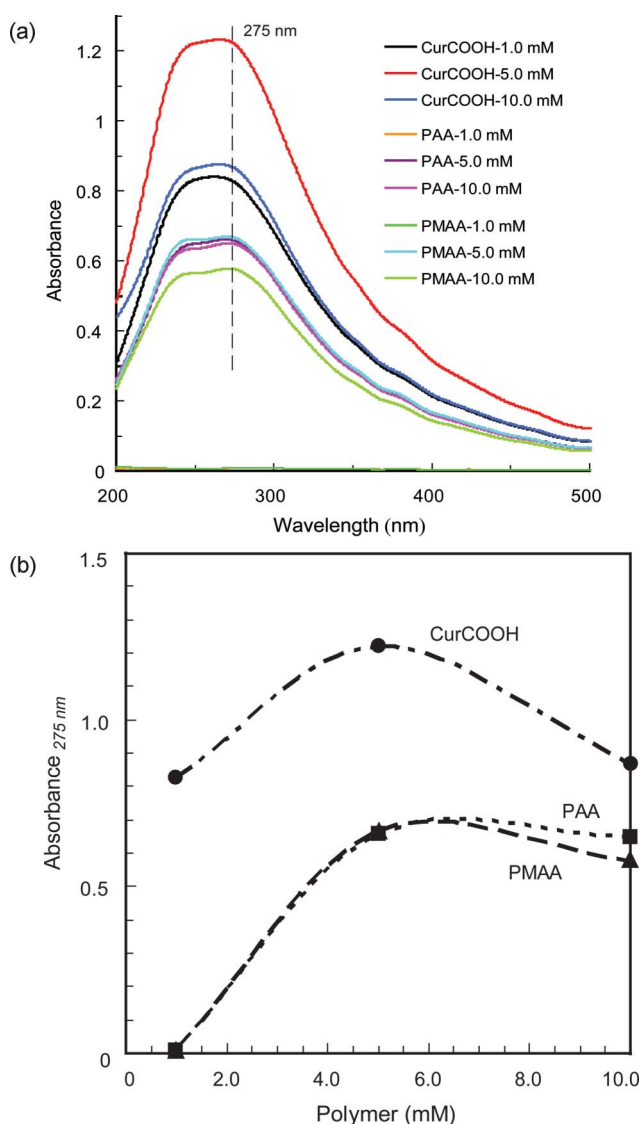 (a)
275 nm
CurCOOH-1.0 mM
CurCOOH-5.0 mM
CurCOOH-10.0 mM
PAA-1.0 mM
PAA-5.0 mM
PAA-10.0 mM
PMAA-1.0 mM
PMAA-5.0 mM
PMAA-10.0 mM
1.2
1
0.8
0.6
0.4
0.2
0
Absorbance
200 300 400 500
Wavelength (nm)
(b)
1.5
1.0
0.5
0
Absorbance 275 nm
CurCOOH
PAA
PMAA
0 2.0 4.0 6.0 8.0 10.0
Polymer (mM)